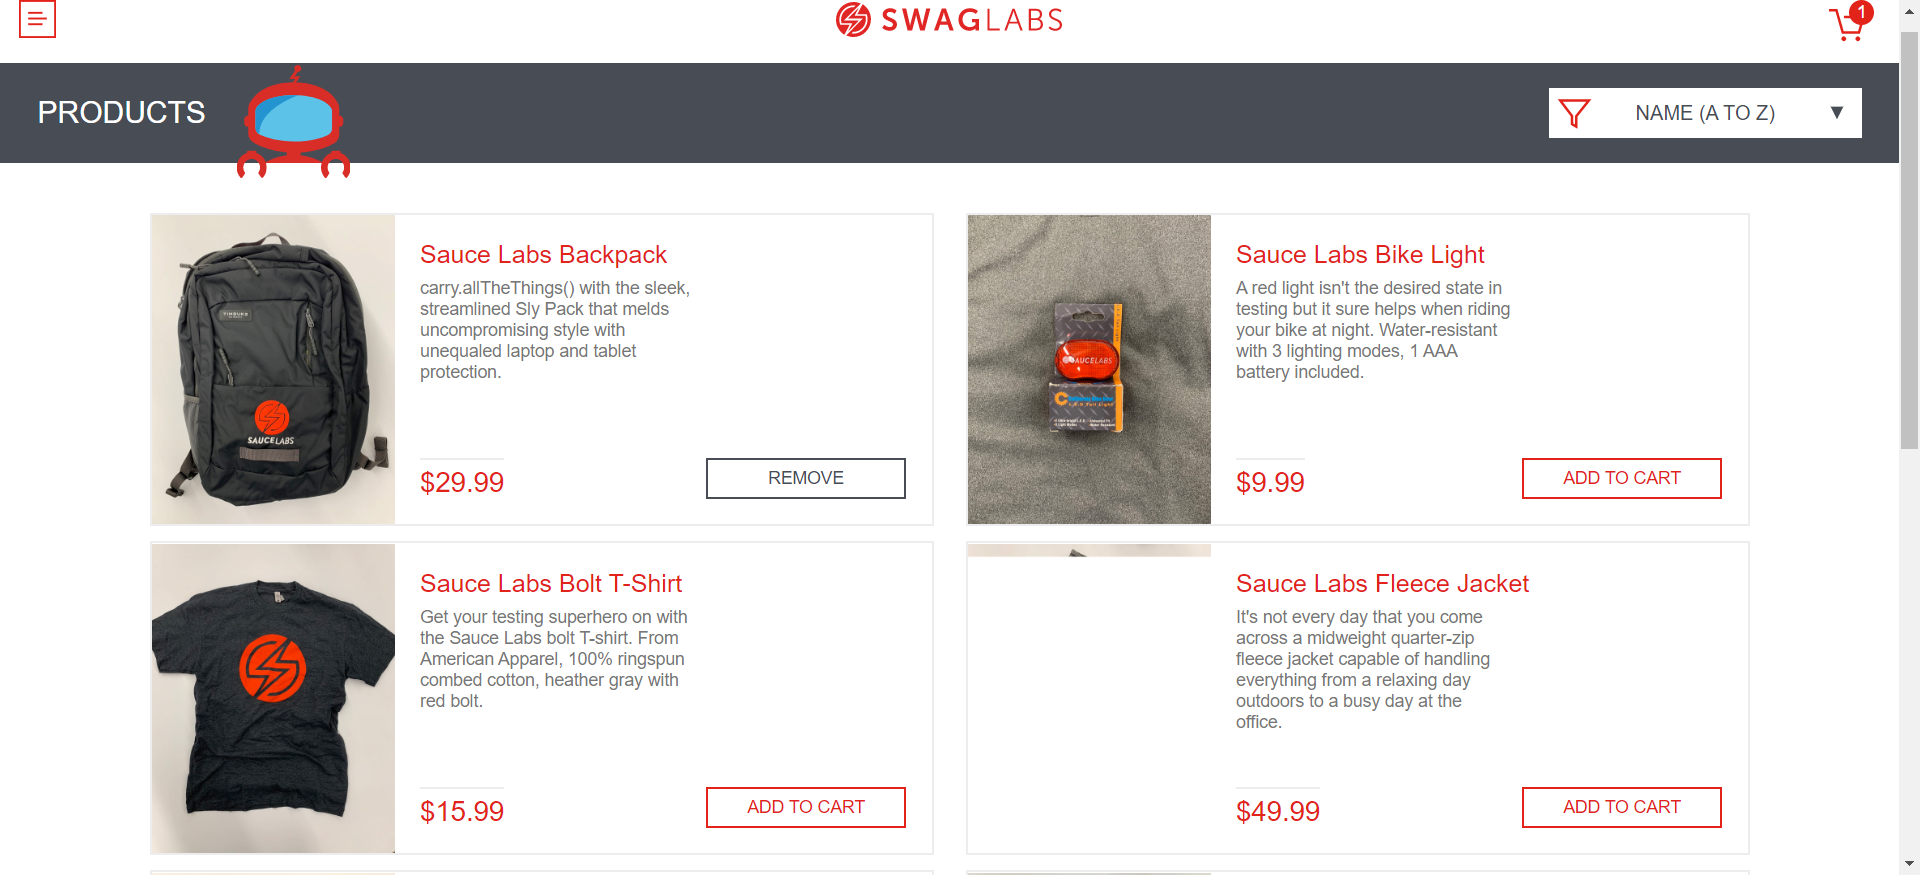 SWAGLABS
1
PRODUCTS
NAME (A TO Z)
Sauce Labs Backpack
carry.allTheThings() with the sleek,
streamlined Sly Pack that melds
uncompromising style with
unequaled laptop and tablet
protection.
SAUCELABS
$29.99
REMOVE
Sauce Labs Bike Light
A red light isn't the desired state in
testing but it sure helps when riding
your bike at night. Water-resistant
with 3 lighting modes, 1 AAA
battery included.
SAUCELABS
$9.99
ADD TO CART
Sauce Labs Bolt T-Shirt
Get your testing superhero on with
the Sauce Labs bolt T-shirt. From
American Apparel, 100% ringspun
combed cotton, heather gray with
red bolt.
$15.99
ADD TO CART
Sauce Labs Fleece Jacket
It's not every day that you come
across a midweight quarter-zip
fleece jacket capable of handling
everything from a relaxing day
outdoors to a busy day at the
office.
$49.99
ADD TO CART